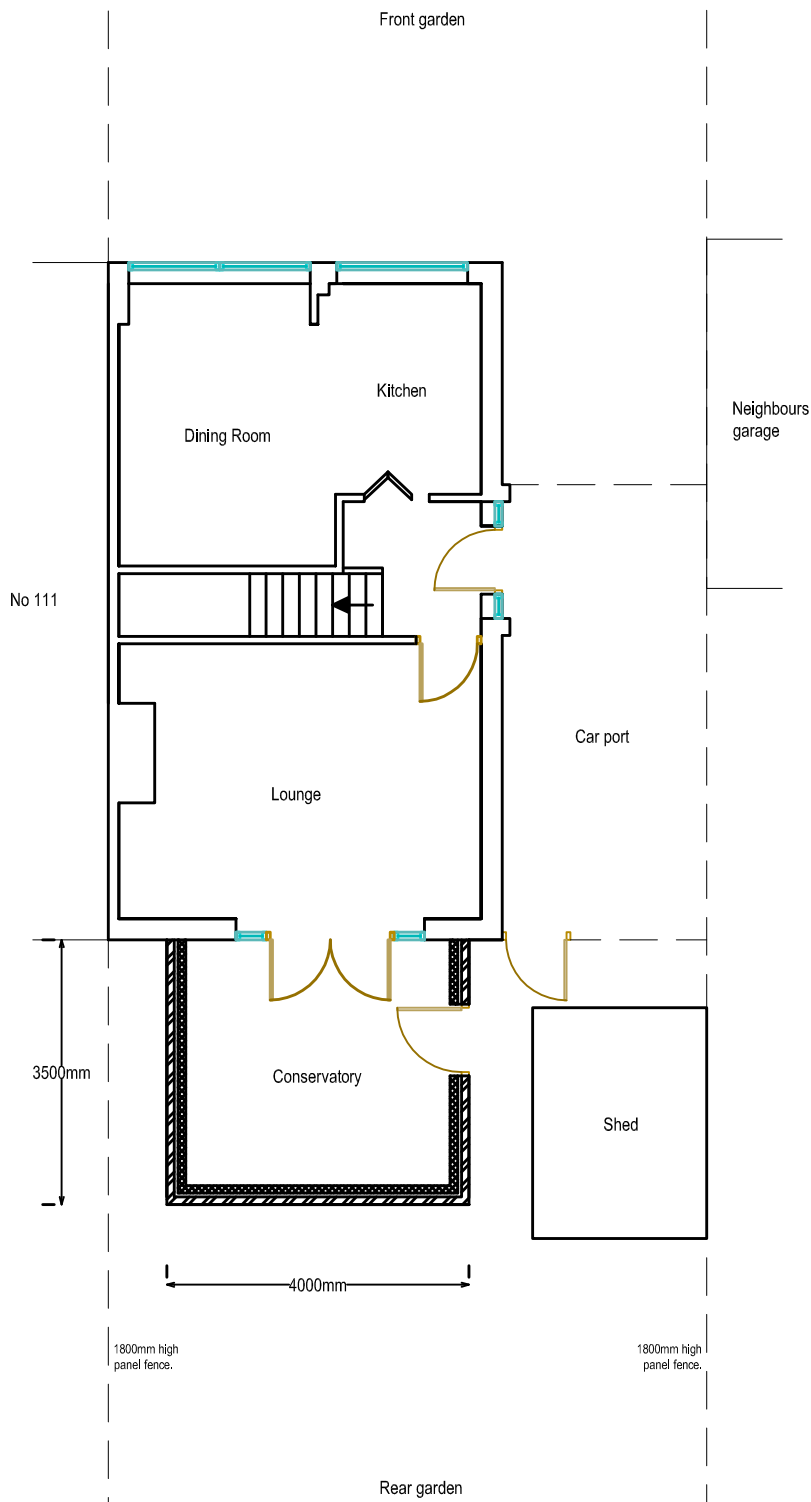 Front garden
Kitchen
Dining Room
Neighbours
garage
No 111
Car port
Lounge
3500mm
Conservatory
Shed
4000mm
1800mm high
panel fence.
1800mm high
panel fence.
Rear garden